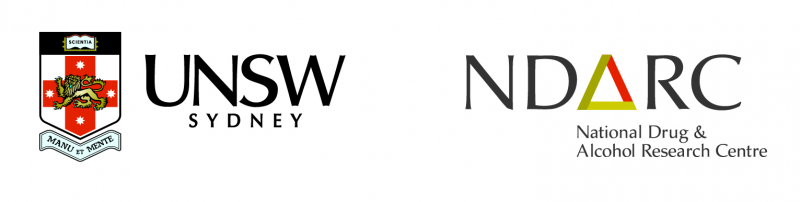 SCIENTIA
MANU ET MENTE
UNSW
SYDNEY
NDARC
National Drug &
Alcohol Research Centre